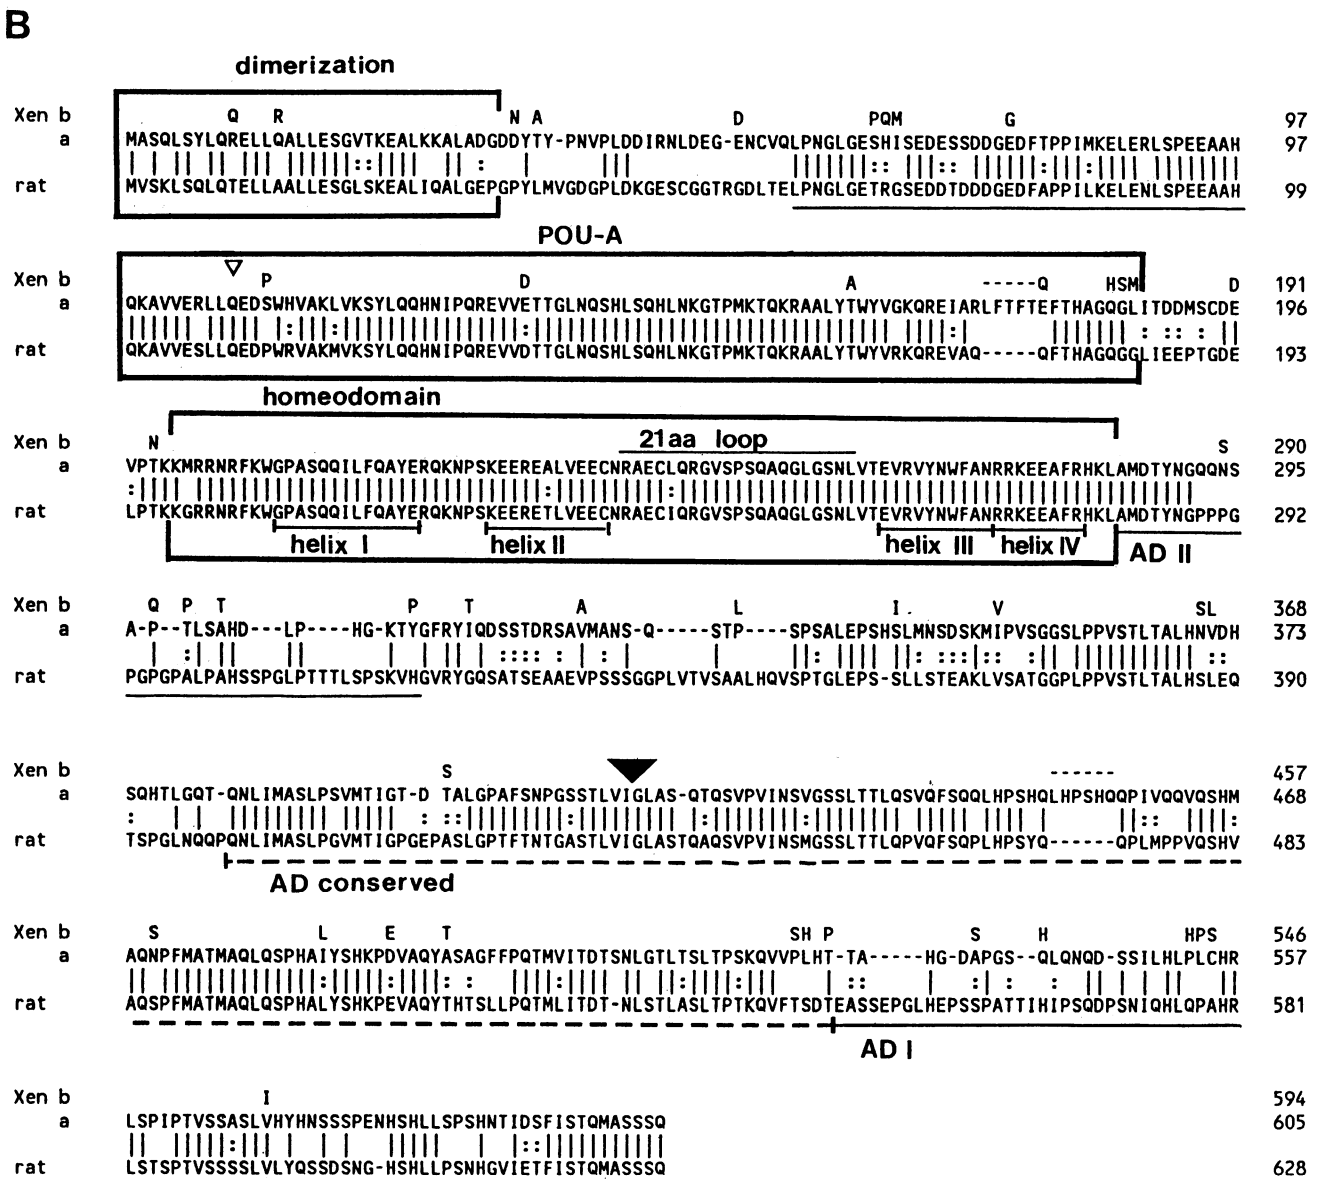 B
dimerization
Xen b Q R N A D PQM G 97
a MASQLSYLQRELLQALLESGVTKEALKKALADGDDYTY-PNVPLDDIRNLDEG-ENCVQLPNGLGESHISEDESSDDGEDFTPPIMKELERLSPEEAAH 97
rat MVSKLSQLQTELLAALLESGLSKEALIQALGEPGPYLMVGDGPLDKGESCGGTRGDLTELPNGLGETRGSEDDTDDDGEDFAPPILKELENLSPEEAAH 99
POU-A
Xen b P D A -----Q HSM D 191
a QKAVVERLLQEDSWHVAKLVKSYLQQHNIPQREVVETTGLNQSHLSQHLNKGTPMKTQKRAALYTWYVGKQREIARLFTFTEFTHAGQGLITDDMSCDE 196
rat QKAVVESLLQEDPWRVAKMVKSYLQQHNIPQREVVDTTGLNQSHLSQHLNKGTPMKTQKRAALYTWYVRKQREVAQ-----QFTHAGQGGLIEEPTGDE 193
homeodomain
Xen b N 21aa loop S 290
a VPTKKMRRNRFKWGPASQQILFQAYERQKNPSKEEREALVEECNRAECLQRGVSPSQAQGLGSNLVTEVRVYNWFANRRKEEAFRHKLAMDTYNGQQNS 295
rat LPTKKGRRNRFKWGPASQQILFQAYERQKNPSKEERETLVEECNRAECIQRGVSPSQAQGLGSNLVTEVRVYNWFANRRKEEAFRHKLAMDTYNGPPPG 292
helix I helix II helix III helix IV AD II
Xen b Q P T P T A L I V SL 368
a A-P--TLSAHD---LP----HG-KTYGFRYIQDSSTDRSAVMANS-Q-----STP----SPSALEPSHSLMNSDSKMIPVSGGSLPPVSTLTALHNVDH 373
rat PGPGPALPAHSSPGLPTTTLSPSKVHGVRYGQSATSEAAEVPSSSGGPLVTVSAALHQVSPTGLEPS-SLLSTEAKLVSATGGPLPPVSTLTALHSLEQ 390
Xen b S ------ 457
a SQHTLGQT-QNLIMASLPSVMTIGT-D TALGPAFSNPGSSTLVIGLAS-QTQSVPVINSVGSSLTTLQSVQFSQQLHPSHQLHPSHQQPIVQQVQSHM 468
rat TSPGLNQQPQNLIMASLPGVMTIGPGEPASLGPTFTNTGASTLVIGLASTQAQSVPVINSMGSSLTTLQPVQFSQPLHPSYQ------QPLMPPVQSHV 483
AD conserved
Xen b S L E T SH P S H HPS 546
a AQNPFMATMAQLQSPHAIYSHKPDVAQYASAGFFPQTMVITDTSNLGTLTSLTPSKQVVPLHT-TA-----HG-DAPGS--QLQNQD-SSILHLPLCHR 557
rat AQSPFMATMAQLQSPHALYSHKPEVAQYTHTSLLPQTMLITDT-NLSTLASLTPTKQVFTSDTEASSEPGLHEPSSPATTIHIPSQDPSNIQHLQPAHR 581
AD I
Xen b I 594
a LSPIPTVSSASLVHYHNSSSPENHSHLLSPSHNTIDSFISTQMASSSQ 605
rat LSTSPTVSSSSLVLYQSSDSNG-HSHLLPSNHGVIETFISTQMASSSQ 628